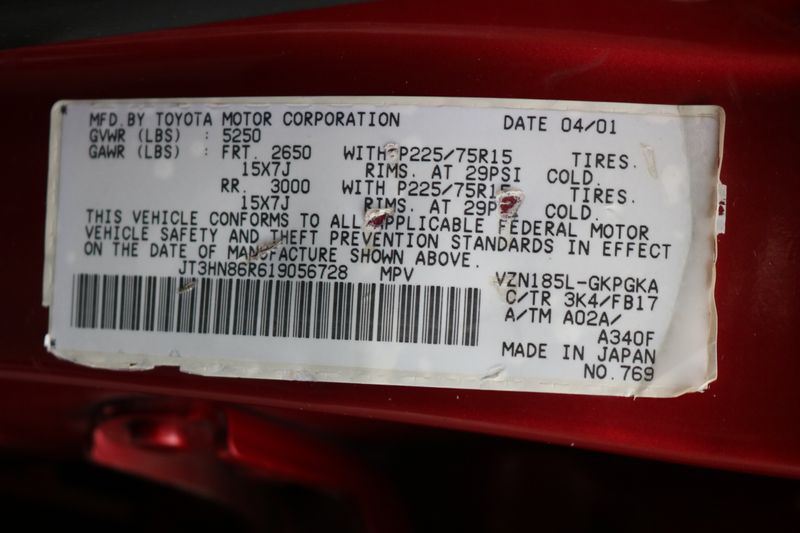 MFD.BY TOYOTA MOTOR CORPORATION DATE 04/01
GVWR (LBS) : 5250
GAWR (LBS) : FRT. 2650 WITH P225/75R15 TIRES.
15X7J RIMS. AT 29PSI COLD.
RR. 3000 WITH P225/75R15 TIRES.
15X7J RIMS. AT 29PSI COLD.
THIS VEHICLE CONFORMS TO ALL APPLICABLE FEDERAL MOTOR
VEHICLE SAFETY AND THEFT PREVENTION STANDARDS IN EFFECT
ON THE DATE OF MANUFACTURE SHOWN ABOVE.
JT3HN86R619056728 MPV VZN185L-GKPGKA
C/TR 3K4/FB17
A/TM A02A/
A340F
MADE IN JAPAN
NO.769